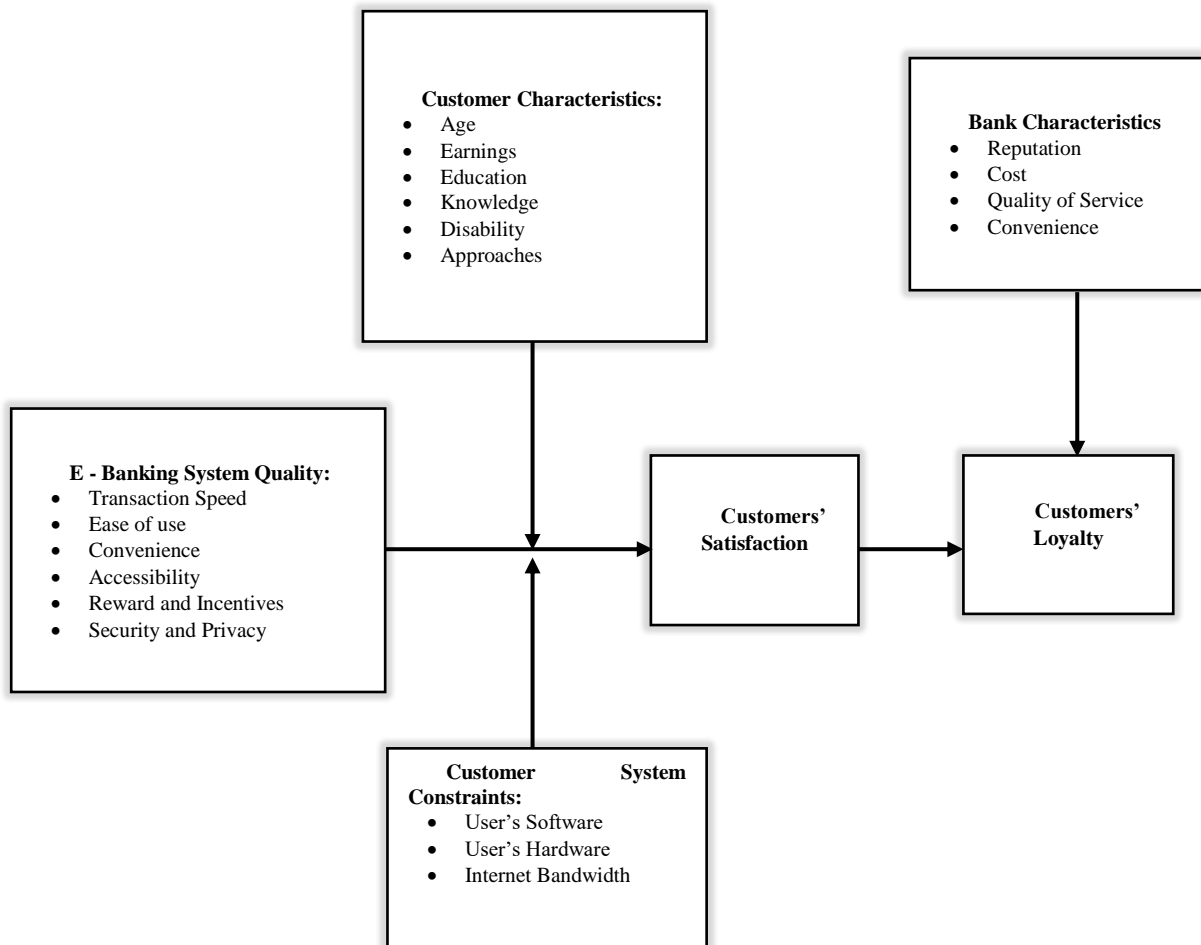 Customer Characteristics:
• Age
• Earnings
• Education
• Knowledge
• Disability
• Approaches
Bank Characteristics
• Reputation
• Cost
• Quality of Service
• Convenience
E - Banking System Quality:
• Transaction Speed
• Ease of use
• Convenience
• Accessibility
• Reward and Incentives
• Security and Privacy
Customers’
Satisfaction
Customers’
Loyalty
Customer System
Constraints:
• User’s Software
• User’s Hardware
• Internet Bandwidth